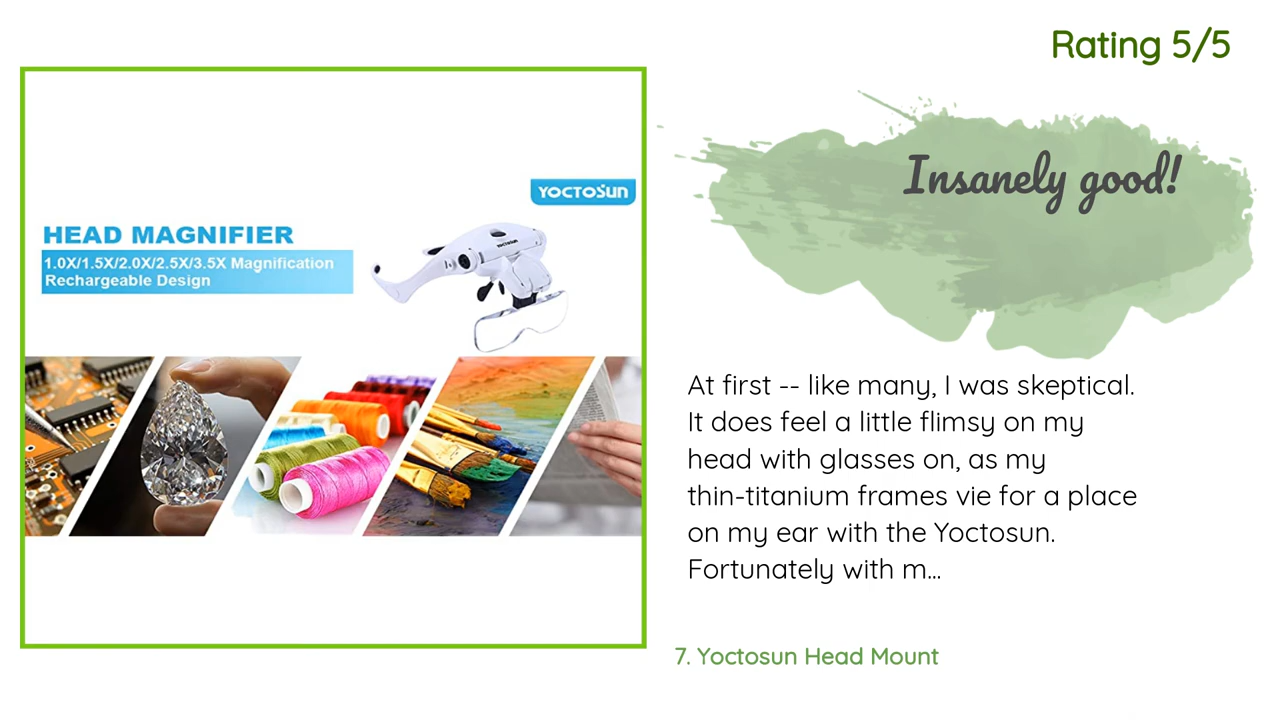 Rating 5/5
YOCTOSUN
HEAD MAGNIFIER
1.0X/1.5X/2.0X/2.5X/3.5X Magnification
Rechargeable Design
yoctosun
Insanely good!
At first -- like many, I was skeptical.
It does feel a little flimsy on my
head with glasses on, as my
thin-titanium frames vie for a place
on my ear with the Yoctosun.
Fortunately with m...
7. Yoctosun Head Mount